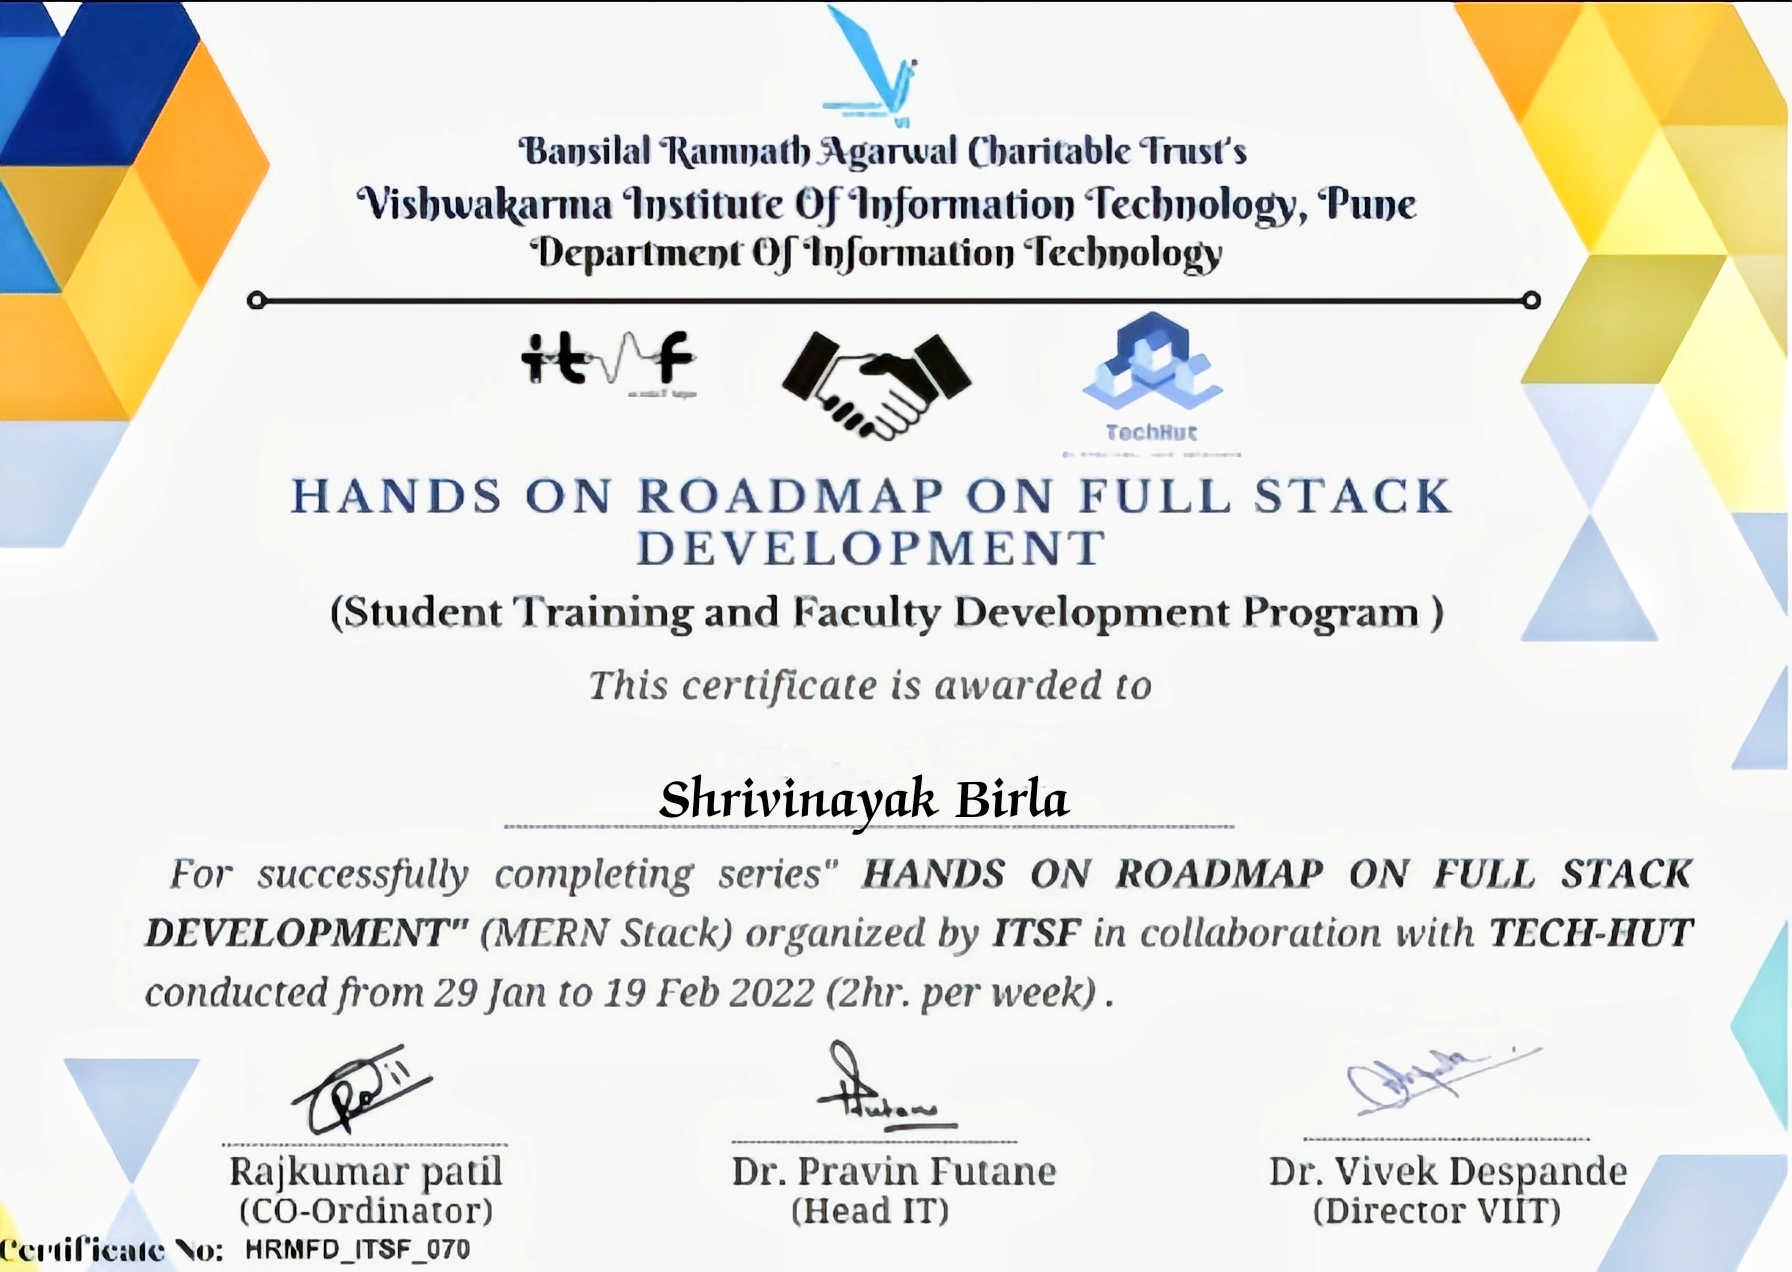 VI
Bansilal Ramnath Agarwal Charitable Trust's
Vishwakarma Institute Of Information Technology, Pune
Department Of Information Technology
it sf
TechHut
HANDS ON ROADMAP ON FULL STACK
DEVELOPMENT
(Student Training and Faculty Development Program )
This certificate is awarded to
Shrivinayak Birla
For successfully completing series" HANDS ON ROADMAP ON FULL STACK
DEVELOPMENT" (MERN Stack) organized by ITSF in collaboration with TECH-HUT
conducted from 29 Jan to 19 Feb 2022 (2hr. per week) .
Rajkumar patil Dr. Pravin Futane Dr. Vivek Despande
(CO-Ordinator) (Head IT) (Director VIIT)
Certificate No: HRMFD_ITSF_070